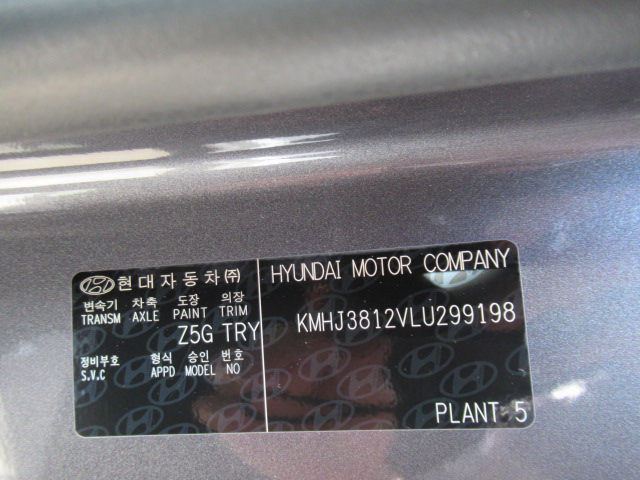 현대자동차㈜
변속기 차축 도장 의장
TRANSM AXLE PAINT TRIM
Z5G TRY
정비부호 형식 승인 번호
S.V.C APPD MODEL NO
HYUNDAI MOTOR COMPANY
KMHJ3812VLU299198
PLANT 5